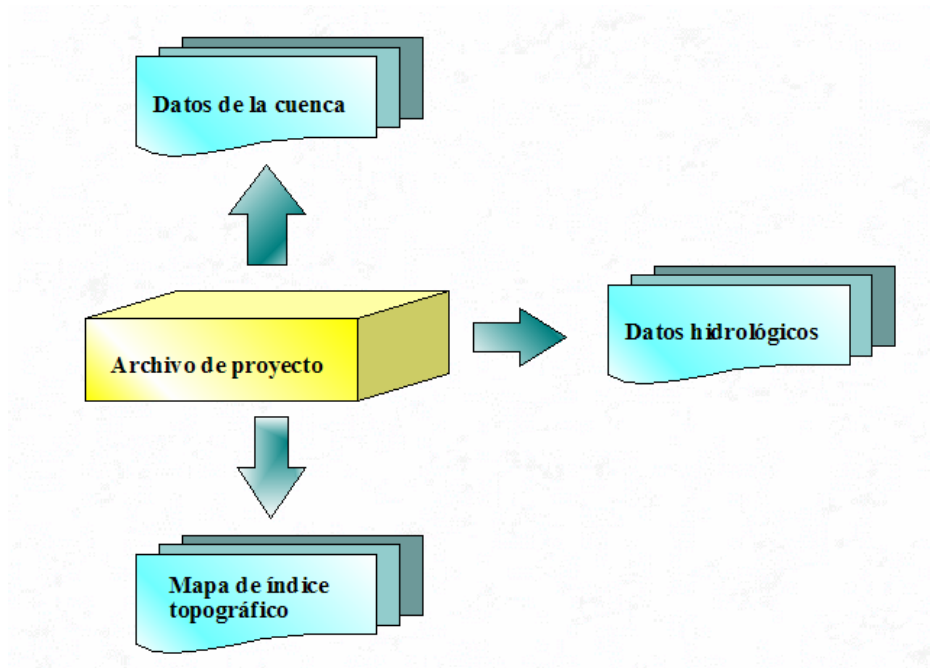 Datos de la cuenca
Datos hidrológicos
Archivo de proyecto
Mapa de índice
topográfico